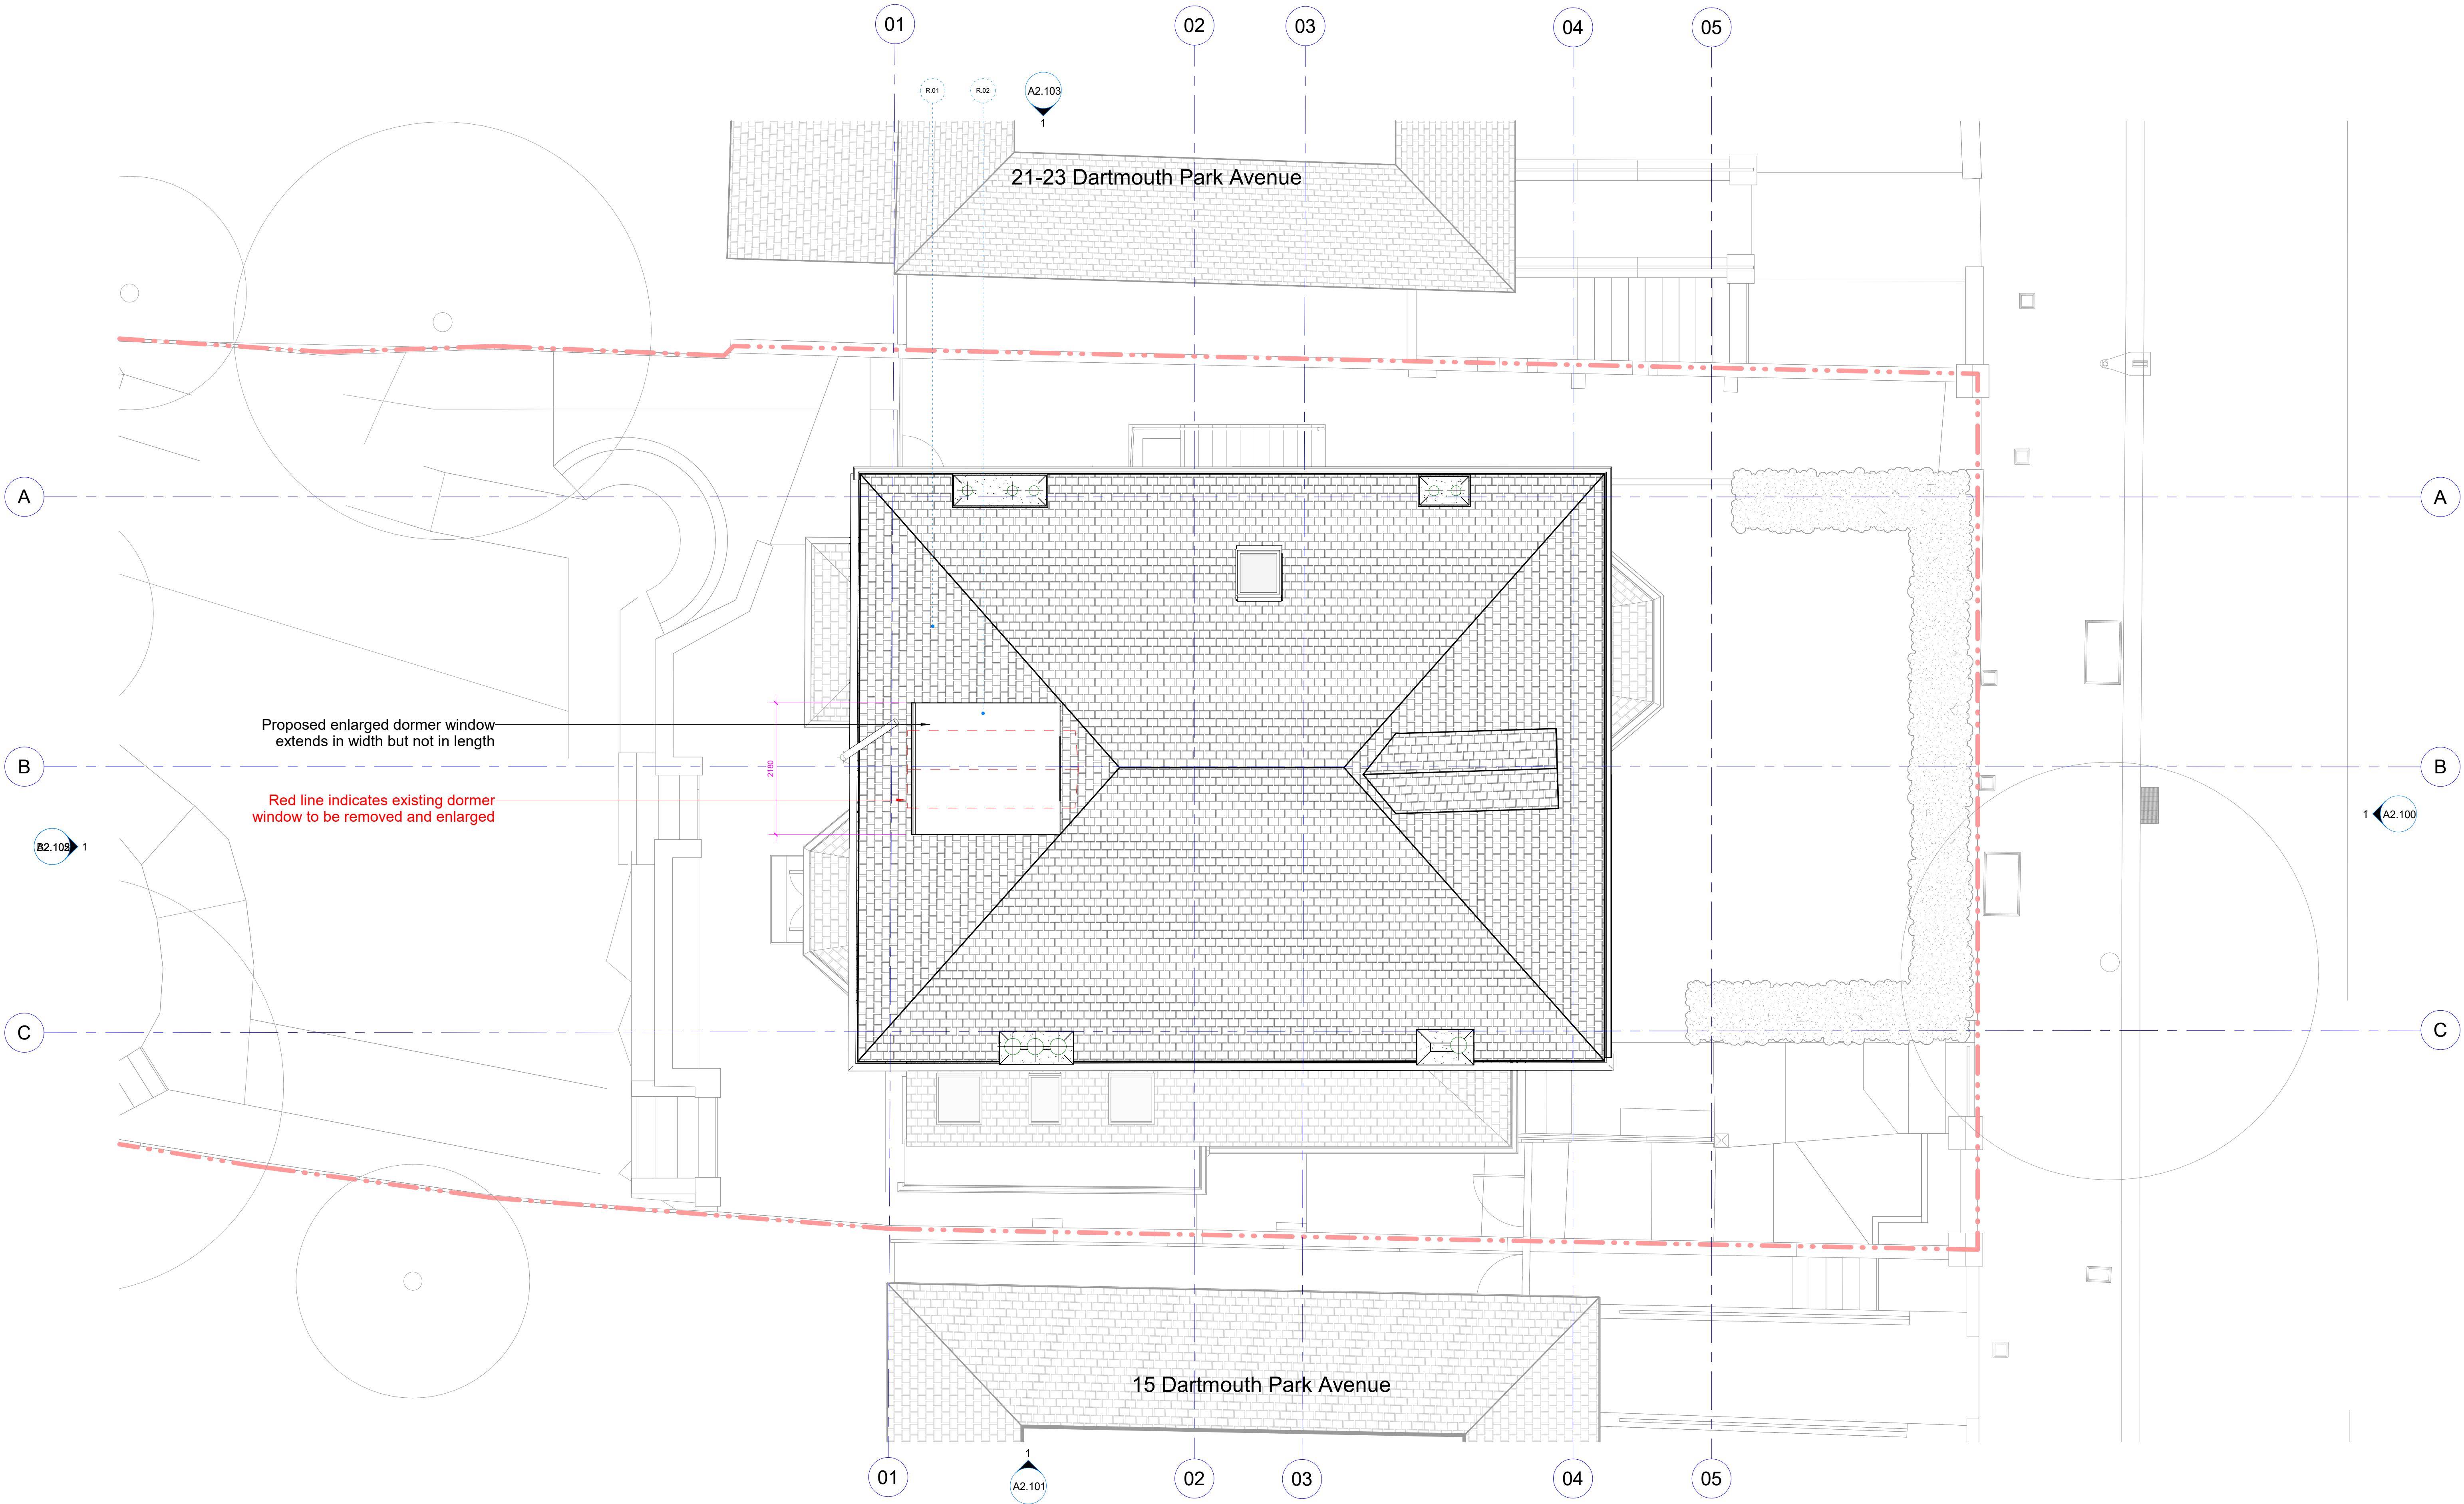 01
02
03
04
05
R.01
R.02
A2.103
1
21-23 Dartmouth Park Avenue
A
A
Proposed enlarged dormer window
extends in width but not in length
2180
B
B
Red line indicates existing dormer
window to be removed and enlarged
1
A2.100
1
C
C
15 Dartmouth Park Avenue
1
A2.101
01
02
03
04
05